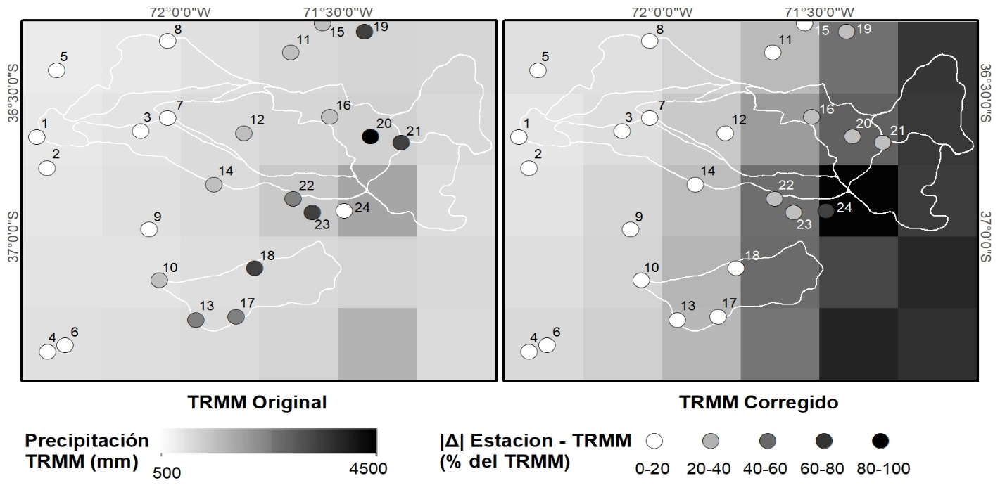 72°0'0"W 71°30'0"W 72°0'0"W 71°30'0"W
8 15 19 8 15 19
11 11
5 5
36°30'0"S 36°30'0"S
7 16 7 16
1 3 12 20 21 1 3 12 20 21
2 2
14 22 14 22
24 24
9 23 9 23
37°0'0"S 37°0'0"S
18 18
10 10
13 17 13 17
4 6 4 6
TRMM Original TRMM Corregido
Precipitación
TRMM (mm)
500 4500
|Δ| Estacion - TRMM
(% del TRMM)
0-20 20-40 40-60 60-80 80-100